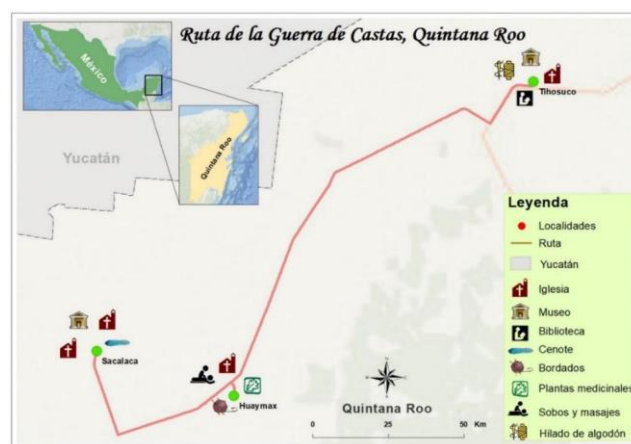 Ruta de la Guerra de Castas, Quintana Roo
México
Quintana Roo
Yucatán
Tihosuco
Sacalaca
Huaymax
Quintana Roo
0 25 50 Km
Leyenda
Localidades
Ruta
Yucatán
Iglesia
Museo
Biblioteca
Cenote
Bordados
Plantas medicinales
Sobos y masajes
Hilado de algodón